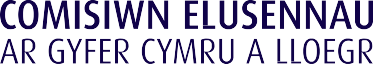 COMISIWN ELUSENNAU
AR GYFER CYMRU A LLOEGR